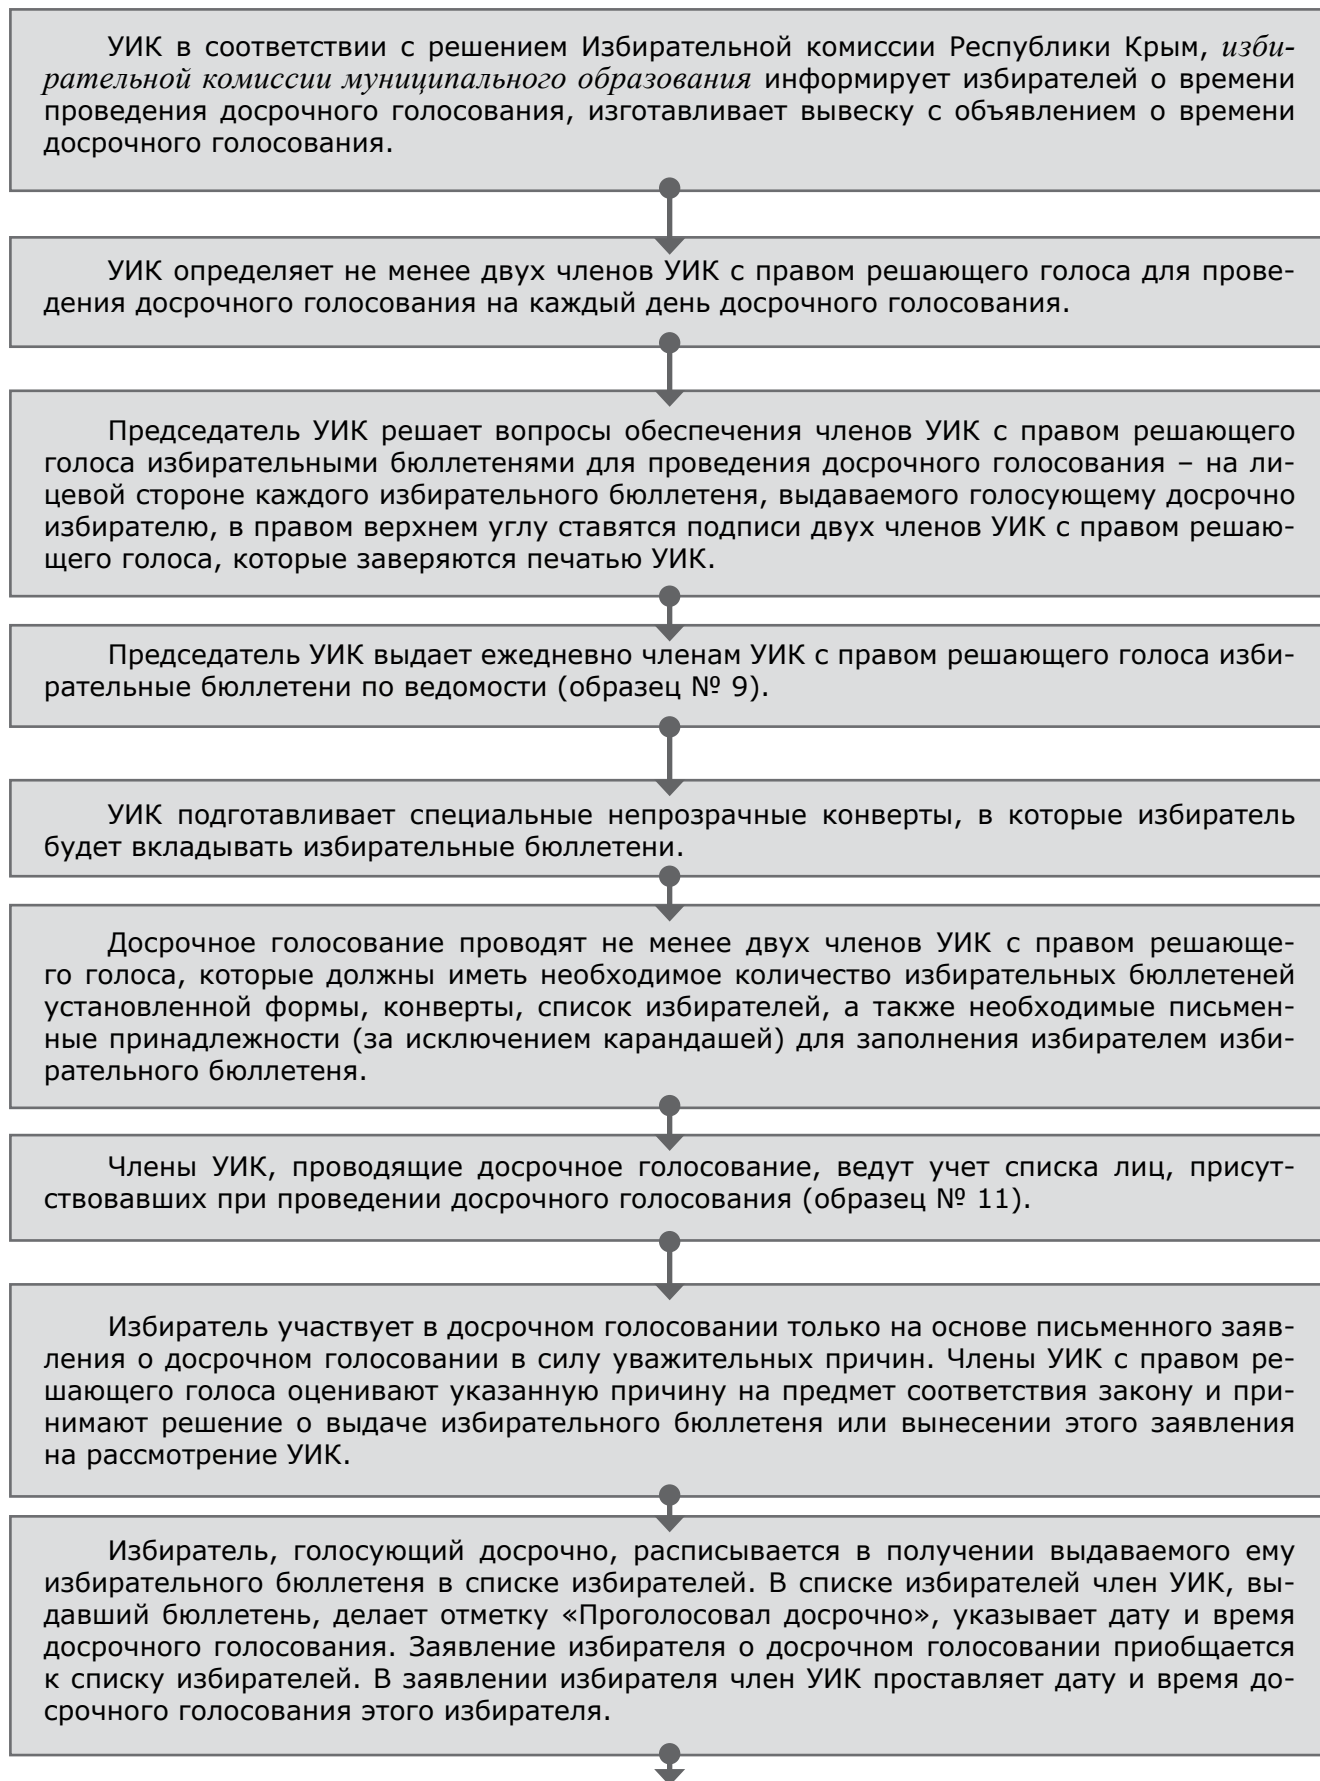 УИК в соответствии с решением Избирательной комиссии Республики Крым, изби-
рательной комиссии муниципального образования информирует избирателей о времени
проведения досрочного голосования, изготавливает вывеску с объявлением о времени
досрочного голосования.
УИК определяет не менее двух членов УИК с правом решающего голоса для прове-
дения досрочного голосования на каждый день досрочного голосования.
Председатель УИК решает вопросы обеспечения членов УИК с правом решающего
голоса избирательными бюллетенями для проведения досрочного голосования – на ли-
цевой стороне каждого избирательного бюллетеня, выдаваемого голосующему досрочно
избирателю, в правом верхнем углу ставятся подписи двух членов УИК с правом решаю-
щего голоса, которые заверяются печатью УИК.
Председатель УИК выдает ежедневно членам УИК с правом решающего голоса изби-
рательные бюллетени по ведомости (образец № 9).
УИК подготавливает специальные непрозрачные конверты, в которые избиратель
будет вкладывать избирательные бюллетени.
Досрочное голосование проводят не менее двух членов УИК с правом решающе-
го голоса, которые должны иметь необходимое количество избирательных бюллетеней
установленной формы, конверты, список избирателей, а также необходимые письмен-
ные принадлежности (за исключением карандашей) для заполнения избирателем изби-
рательного бюллетеня.
Члены УИК, проводящие досрочное голосование, ведут учет списка лиц, присут-
ствовавших при проведении досрочного голосования (образец № 11).
Избиратель участвует в досрочном голосовании только на основе письменного заяв-
ления о досрочном голосовании в силу уважительных причин. Члены УИК с правом ре-
шающего голоса оценивают указанную причину на предмет соответствия закону и при-
нимают решение о выдаче избирательного бюллетеня или вынесении этого заявления
на рассмотрение УИК.
Избиратель, голосующий досрочно, расписывается в получении выдаваемого ему
избирательного бюллетеня в списке избирателей. В списке избирателей член УИК, вы-
давший бюллетень, делает отметку «Проголосовал досрочно», указывает дату и время
досрочного голосования. Заявление избирателя о досрочном голосовании приобщается
к списку избирателей. В заявлении избирателя член УИК проставляет дату и время до-
срочного голосования этого избирателя.